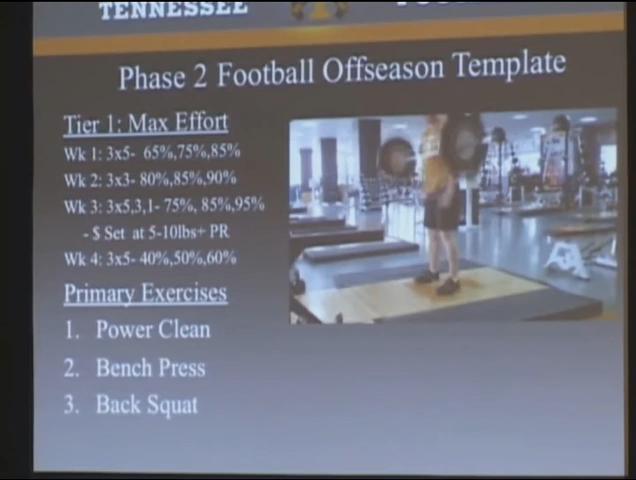 TENNESSEE
Phase 2 Football Offseason Template
Tier 1: Max Effort
Wk 1: 3x5- 65%,75%,85%
Wk 2: 3x3- 80%,85%,90%
Wk 3: 3x5,3,1- 75%, 85%,95%
- $ Set at 5-10lbs+ PR
Wk 4: 3x5- 40%,50%,60%
Primary Exercises
1. Power Clean
2. Bench Press
3. Back Squat